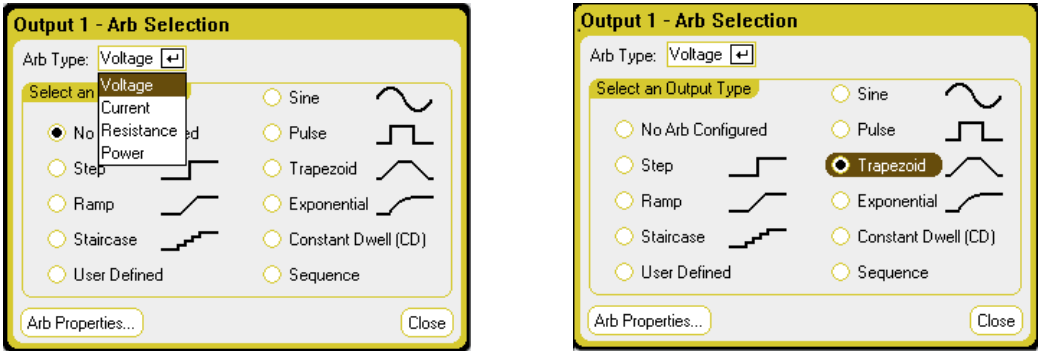 Output 1 - Arb Selection
Arb Type: Voltage
Voltage
Current
Resistance
Power
Select an
No ed
Step
Ramp
Staircase
User Defined
Sine
Pulse
Trapezoid
Exponential
Constant Dwell (CD)
Sequence
Arb Properties...
Close
Output 1 - Arb Selection
Arb Type: Voltage
Select an Output Type
No Arb Configured
Step
Ramp
Staircase
User Defined
Sine
Pulse
Trapezoid
Exponential
Constant Dwell (CD)
Sequence
Arb Properties...
Close